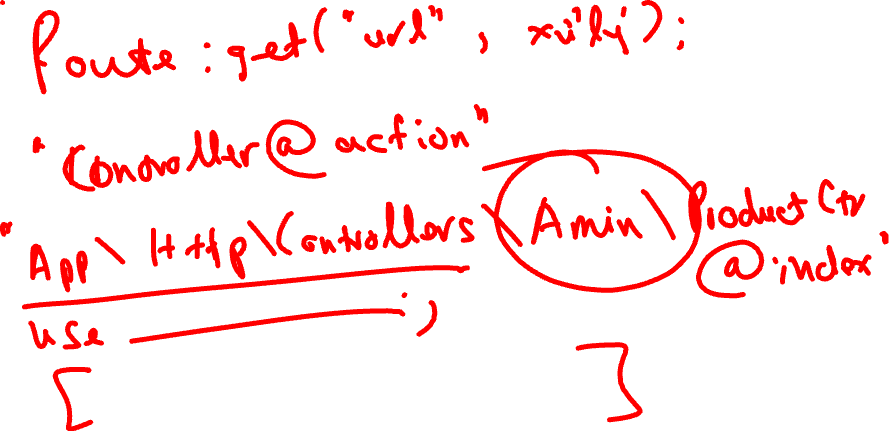 Route : get("url", xử lý);
"Controller@action"
"App\Http\Controllers\Amin\ProductCtr
@index"
use ;
[ ]